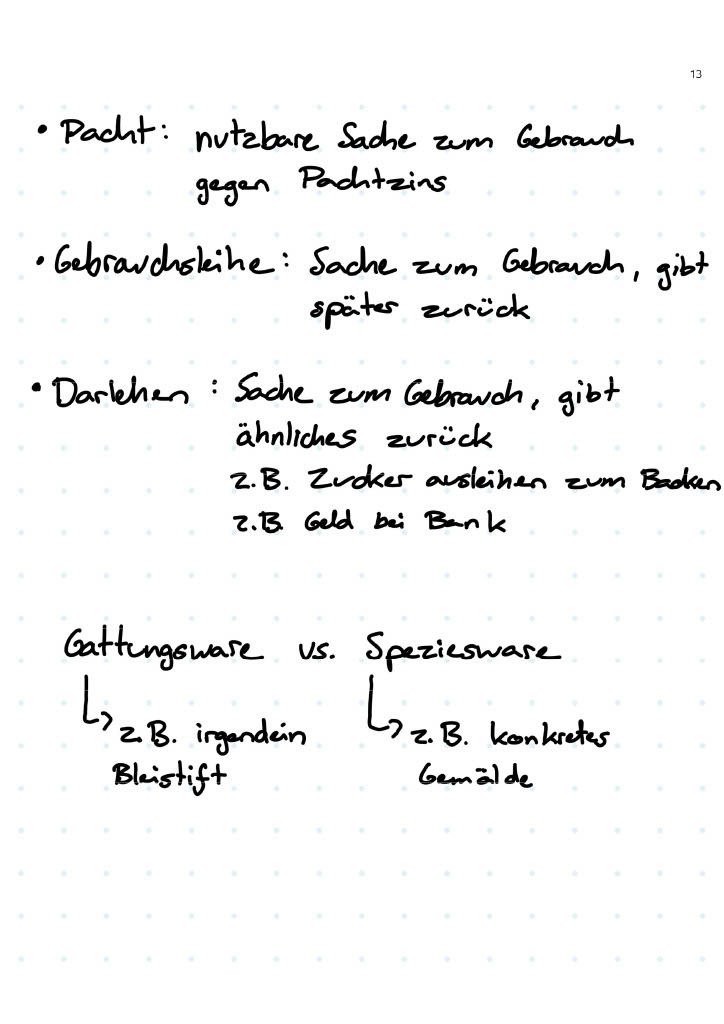 13
• Pacht: nutzbare Sache zum Gebrauch
gegen Pachtzins
• Gebrauchsleihe: Sache zum Gebrauch, gibt
später zurück
• Darlehen: Sache zum Gebrauch, gibt
ähnliches zurück
z.B. Zucker ausleihen zum Backen
z.B. Geld bei Bank
Gattungsware vs. Speziesware
↳ z.B. irgendein
Bleistift
↳ z.B. konkretes
Gemälde